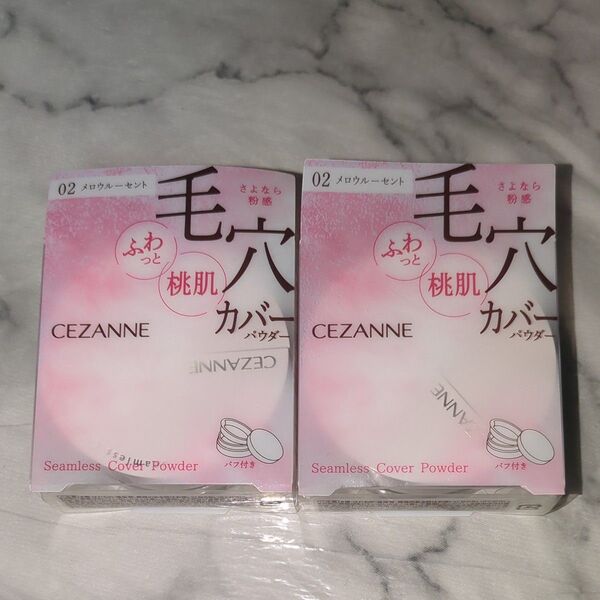 02 メロウルーセント
さよなら
粉感
毛穴
カバー
パウダー
ふわっと
桃肌
CEZANNE
CEZANNE
パフ付き
Seamless Cover Powder
02 メロウルーセント
さよなら
粉感
毛穴
カバー
パウダー
ふわっと
桃肌
CEZANNE
ZANNE
パフ付き
Seamless Cover Powder